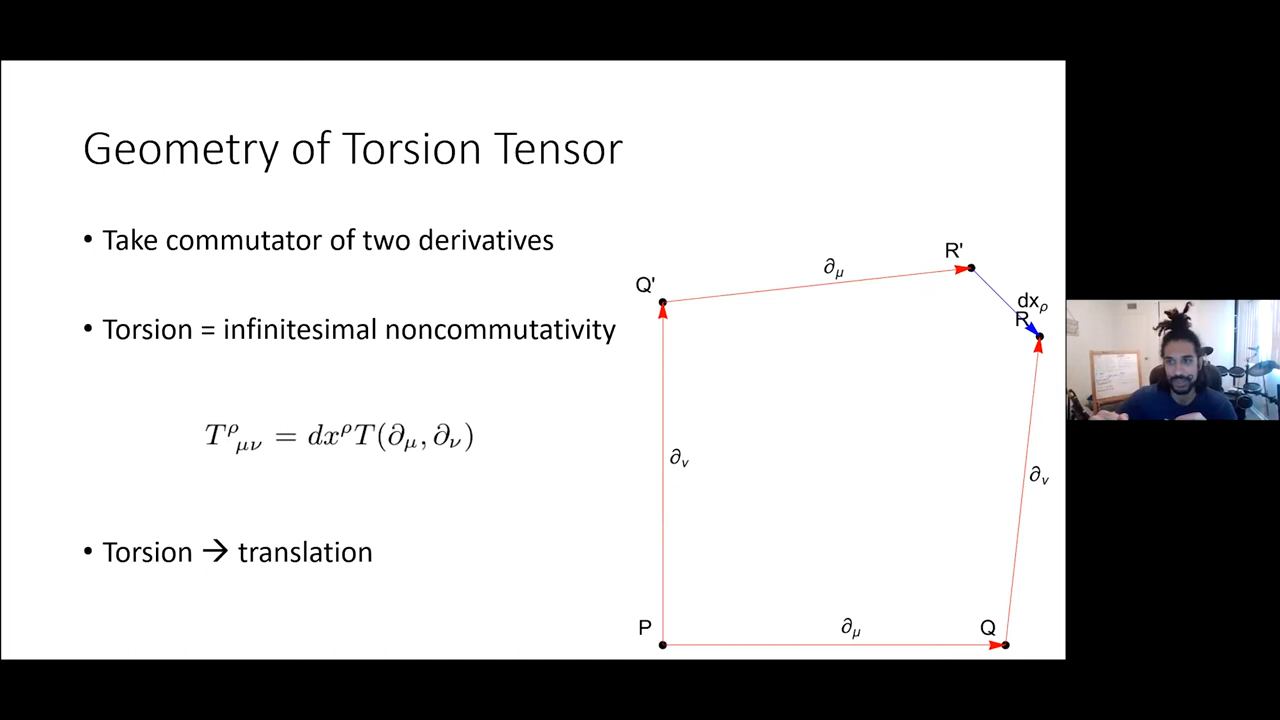 Geometry of Torsion Tensor
• Take commutator of two derivatives
• Torsion = infinitesimal noncommutativity
T^ρ_μν = dx^ρ T(∂_μ, ∂_ν)
• Torsion → translation
R'
∂_μ
Q'
dx_ρ
R
∂_ν
∂_ν
P
∂_μ
Q